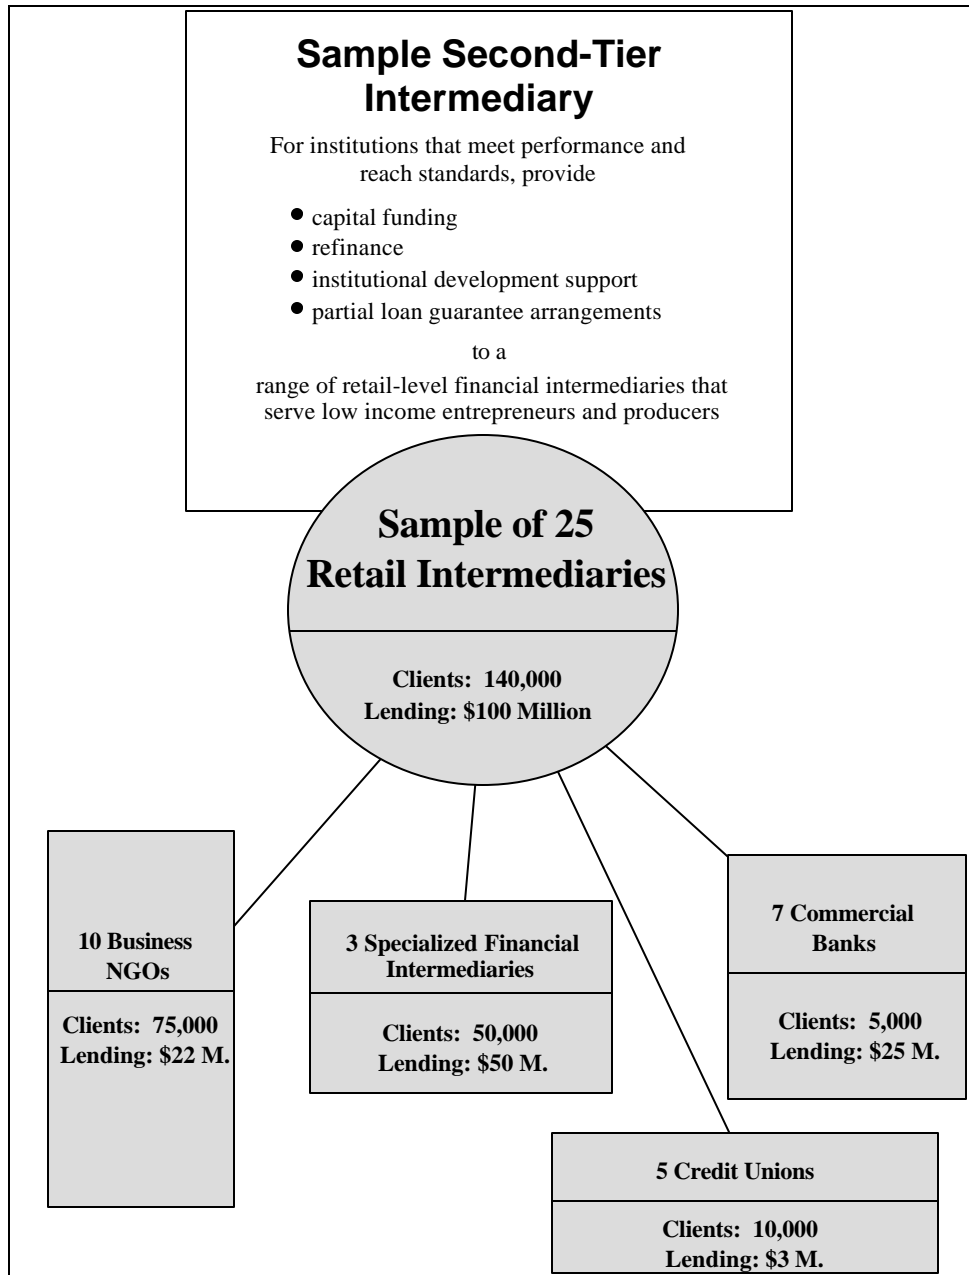 Sample Second-Tier
Intermediary
For institutions that meet performance and
reach standards, provide
● capital funding
● refinance
● institutional development support
● partial loan guarantee arrangements
to a
range of retail-level financial intermediaries that
serve low income entrepreneurs and producers
Sample of 25
Retail Intermediaries
Clients: 140,000
Lending: $100 Million
10 Business
NGOs
Clients: 75,000
Lending: $22 M.
3 Specialized Financial
Intermediaries
Clients: 50,000
Lending: $50 M.
7 Commercial
Banks
Clients: 5,000
Lending: $25 M.
5 Credit Unions
Clients: 10,000
Lending: $3 M.